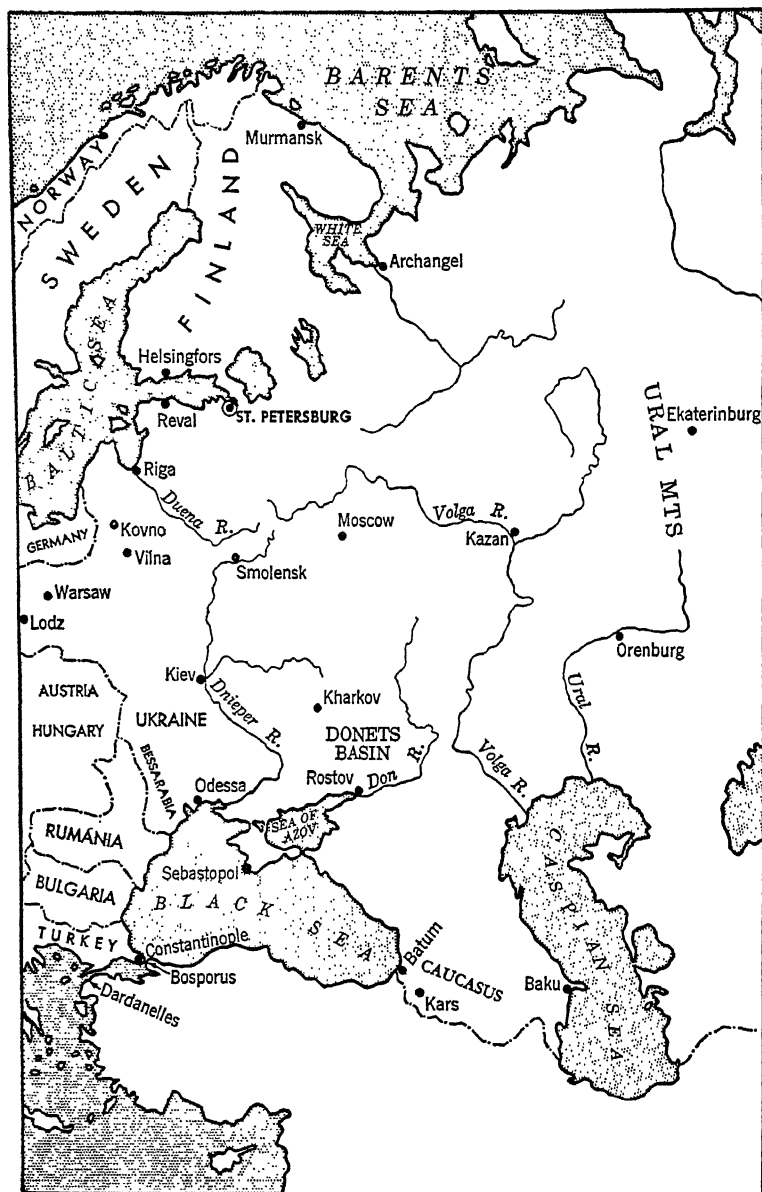 BARENTS
SEA
Murmansk
NORWAY
SWEDEN
FINLAND
WHITE
SEA
Archangel
BALTIC SEA
Helsingfors
Reval
ST. PETERSBURG
URAL MTS
Ekaterinburg
Riga
Duena R.
Volga R.
Moscow
Kazan
Kovno
GERMANY
Vilna
Smolensk
Warsaw
Lodz
Orenburg
Ural R.
Kiev
Dnieper R.
Kharkov
AUSTRIA
HUNGARY
UKRAINE
DONETS
BASIN
BESSARABIA
Odessa
Rostov
Don R.
Volga R.
SEA OF
AZOV
RUMÁNIA
Sebastopol
BULGARIA
BLACK SEA
CASPIAN SEA
TURKEY
Constantinople
Bosporus
Dardanelles
Batum
CAUCASUS
Kars
Baku